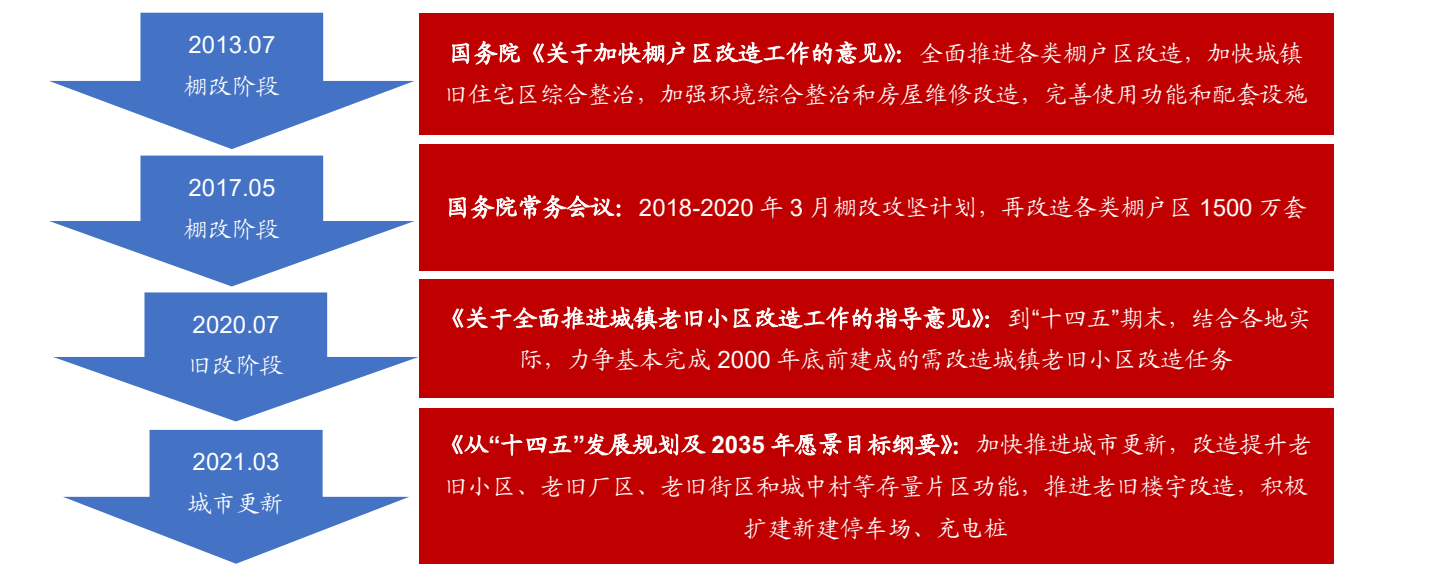 2013.07
棚改阶段
国务院《关于加快棚户区改造工作的意见》：全面推进各类棚户区改造，加快城镇
旧住宅区综合整治，加强环境综合整治和房屋维修改造，完善使用功能和配套设施
2017.05
棚改阶段
国务院常务会议：2018-2020 年 3 月棚改攻坚计划，再改造各类棚户区 1500 万套
2020.07
旧改阶段
《关于全面推进城镇老旧小区改造工作的指导意见》：到“十四五”期末，结合各地实
际，力争基本完成 2000 年底前建成的需改造城镇老旧小区改造任务
2021.03
城市更新
《从“十四五”发展规划及 2035 年愿景目标纲要》：加快推进城市更新，改造提升老
旧小区、老旧厂区、老旧街区和城中村等存量片区功能，推进老旧楼宇改造，积极
扩建新建停车场、充电桩